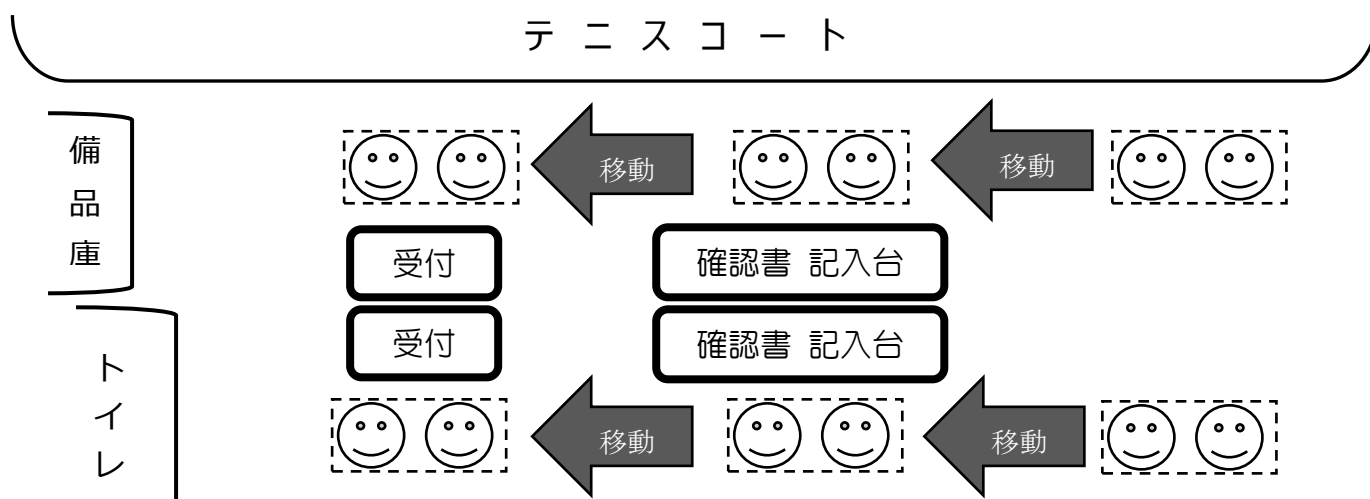 テニスコート
備品庫
移動
移動
受付
確認書 記入台
受付
確認書 記入台
トイレ
移動
移動